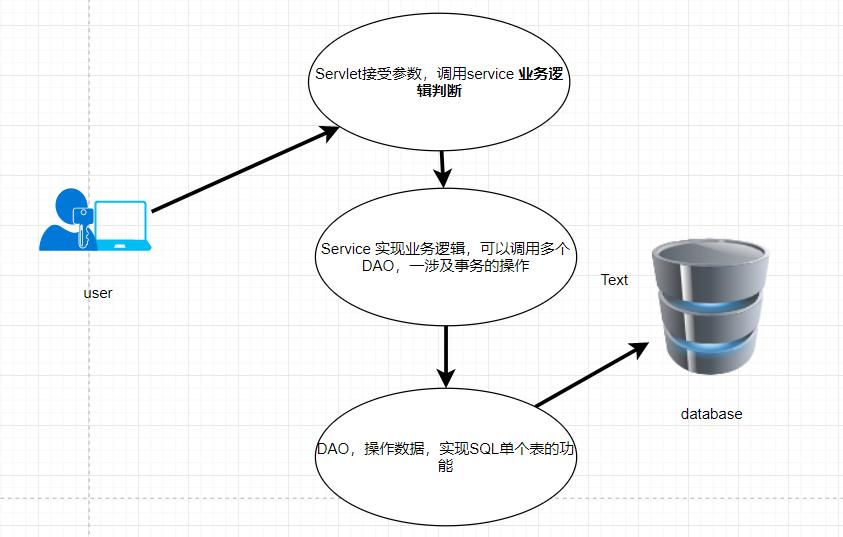 Servlet接受参数，调用service 业务逻
辑判断
Service 实现业务逻辑，可以调用多个
DAO，一涉及事务的操作
Text
user
database
DAO，操作数据，实现SQL单个表的功
能